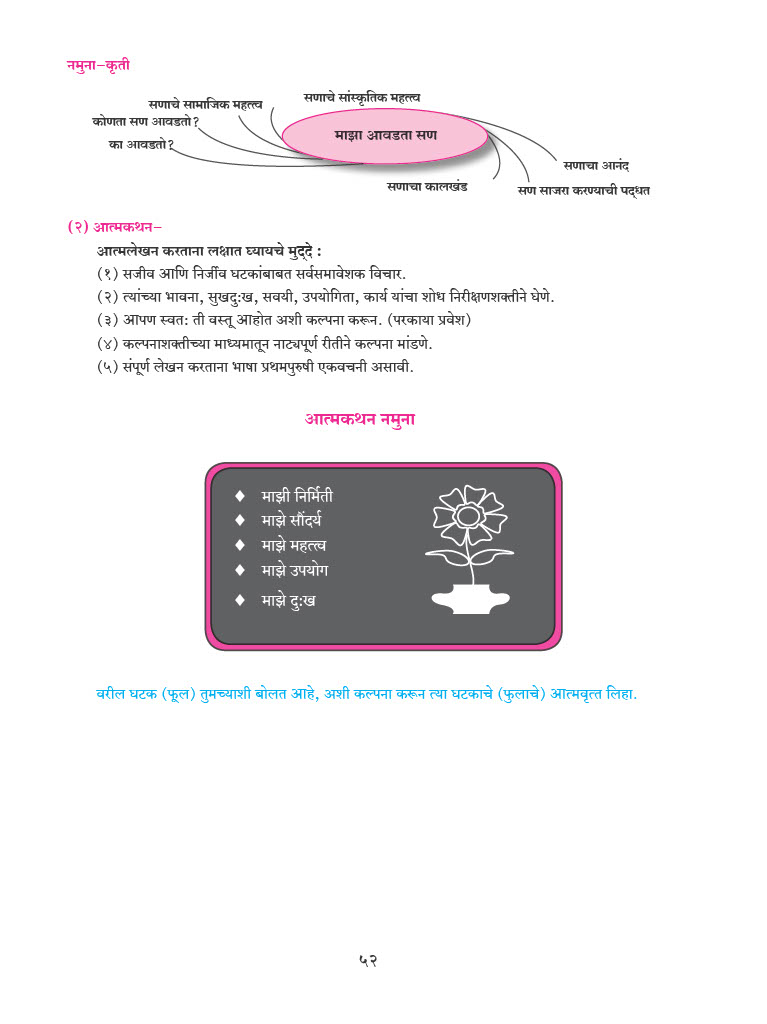 नमुना–कृती
सणाचे सांस्कृतिक महत्त्व
सणाचे सामाजिक महत्त्व
कोणता सण आवडतो?
का आवडतो?
माझा आवडता सण
सणाचा आनंद
सणाचा कालखंड
सण साजरा करण्याची पद्धत
(२) आत्मकथन–
आत्मलेखन करताना लक्षात घ्यायचे मुद्दे :
(१) सजीव आणि निर्जीव घटकांबाबत सर्वसमावेशक विचार.
(२) त्यांच्या भावना, सुखदुःख, सवयी, उपयोगिता, कार्य यांचा शोध निरीक्षणशक्तीने घेणे.
(३) आपण स्वतः ती वस्तू आहोत अशी कल्पना करून. (परकाया प्रवेश)
(४) कल्पनाशक्तीच्या माध्यमातून नाट्यपूर्ण रीतीने कल्पना मांडणे.
(५) संपूर्ण लेखन करताना भाषा प्रथमपुरुषी एकवचनी असावी.
आत्मकथन नमुना
♦ माझी निर्मिती
♦ माझे सौंदर्य
♦ माझे महत्त्व
♦ माझे उपयोग
♦ माझे दुःख
वरील घटक (फूल) तुमच्याशी बोलत आहे, अशी कल्पना करून त्या घटकाचे (फुलाचे) आत्मवृत्त लिहा.
५२